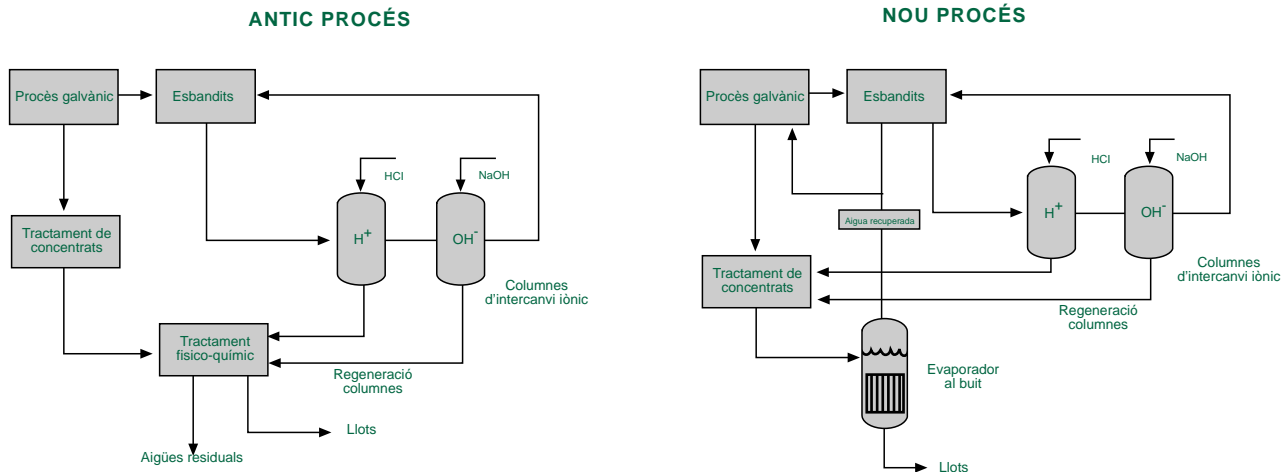 ANTIC PROCÉS
Procès galvànic
Esbandits
HCl
NaOH
H+
OH-
Tractament de
concentrats
Columnes
d'intercanvi iònic
Tractament
fisico-químic
Regeneració
columnes
Llots
Aigües residuals
NOU PROCÉS
Procès galvànic
Esbandits
HCl
NaOH
H+
OH-
Aigua recuperada
Columnes
d'intercanvi iònic
Tractament de
concentrats
Regeneració
columnes
Evaporador
al buit
Llots